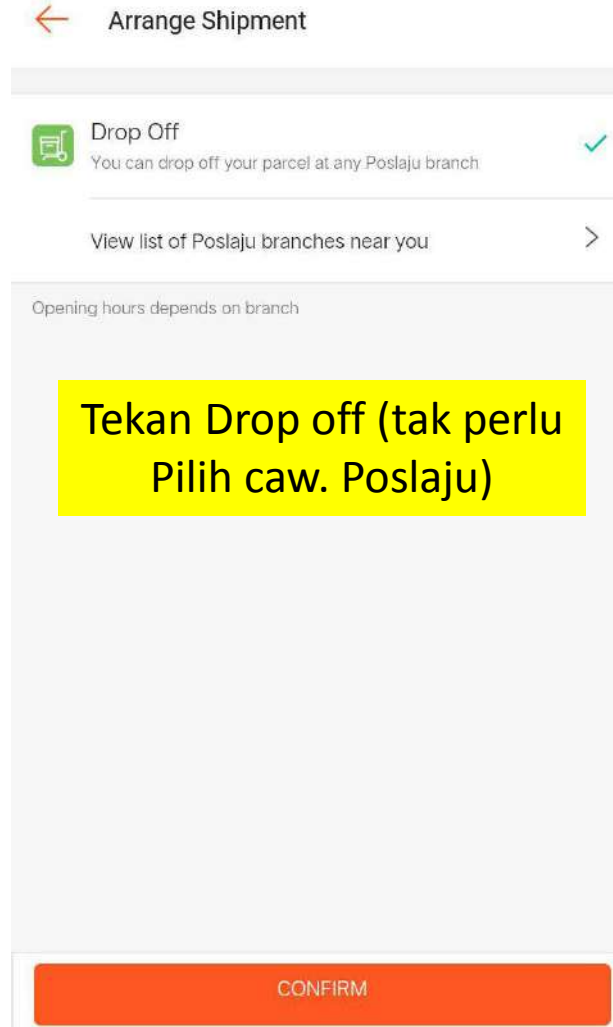 Arrange Shipment
Drop Off
You can drop off your parcel at any Poslaju branch
View list of Poslaju branches near you
Opening hours depends on branch
Tekan Drop off (tak perlu
Pilih caw. Poslaju)
CONFIRM